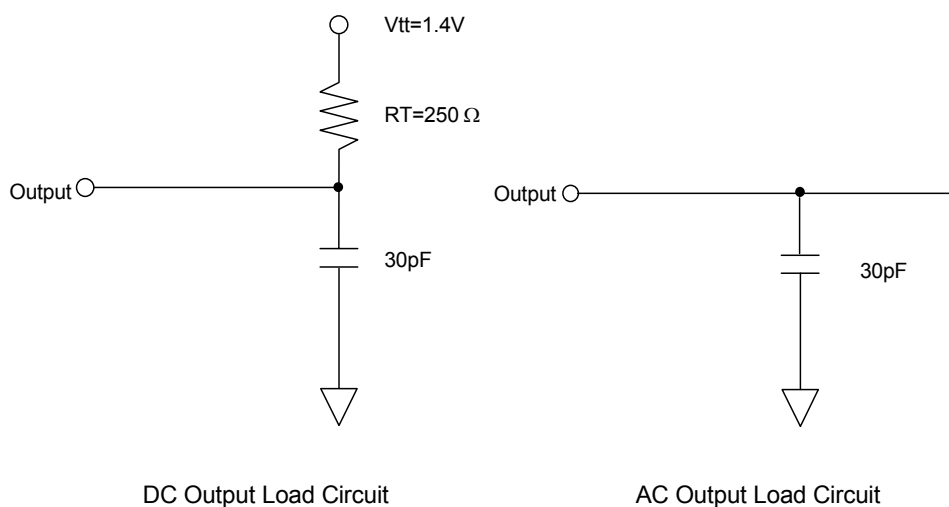 Vtt=1.4V
RT=250 Ω
Output
30pF
DC Output Load Circuit
Output
30pF
AC Output Load Circuit